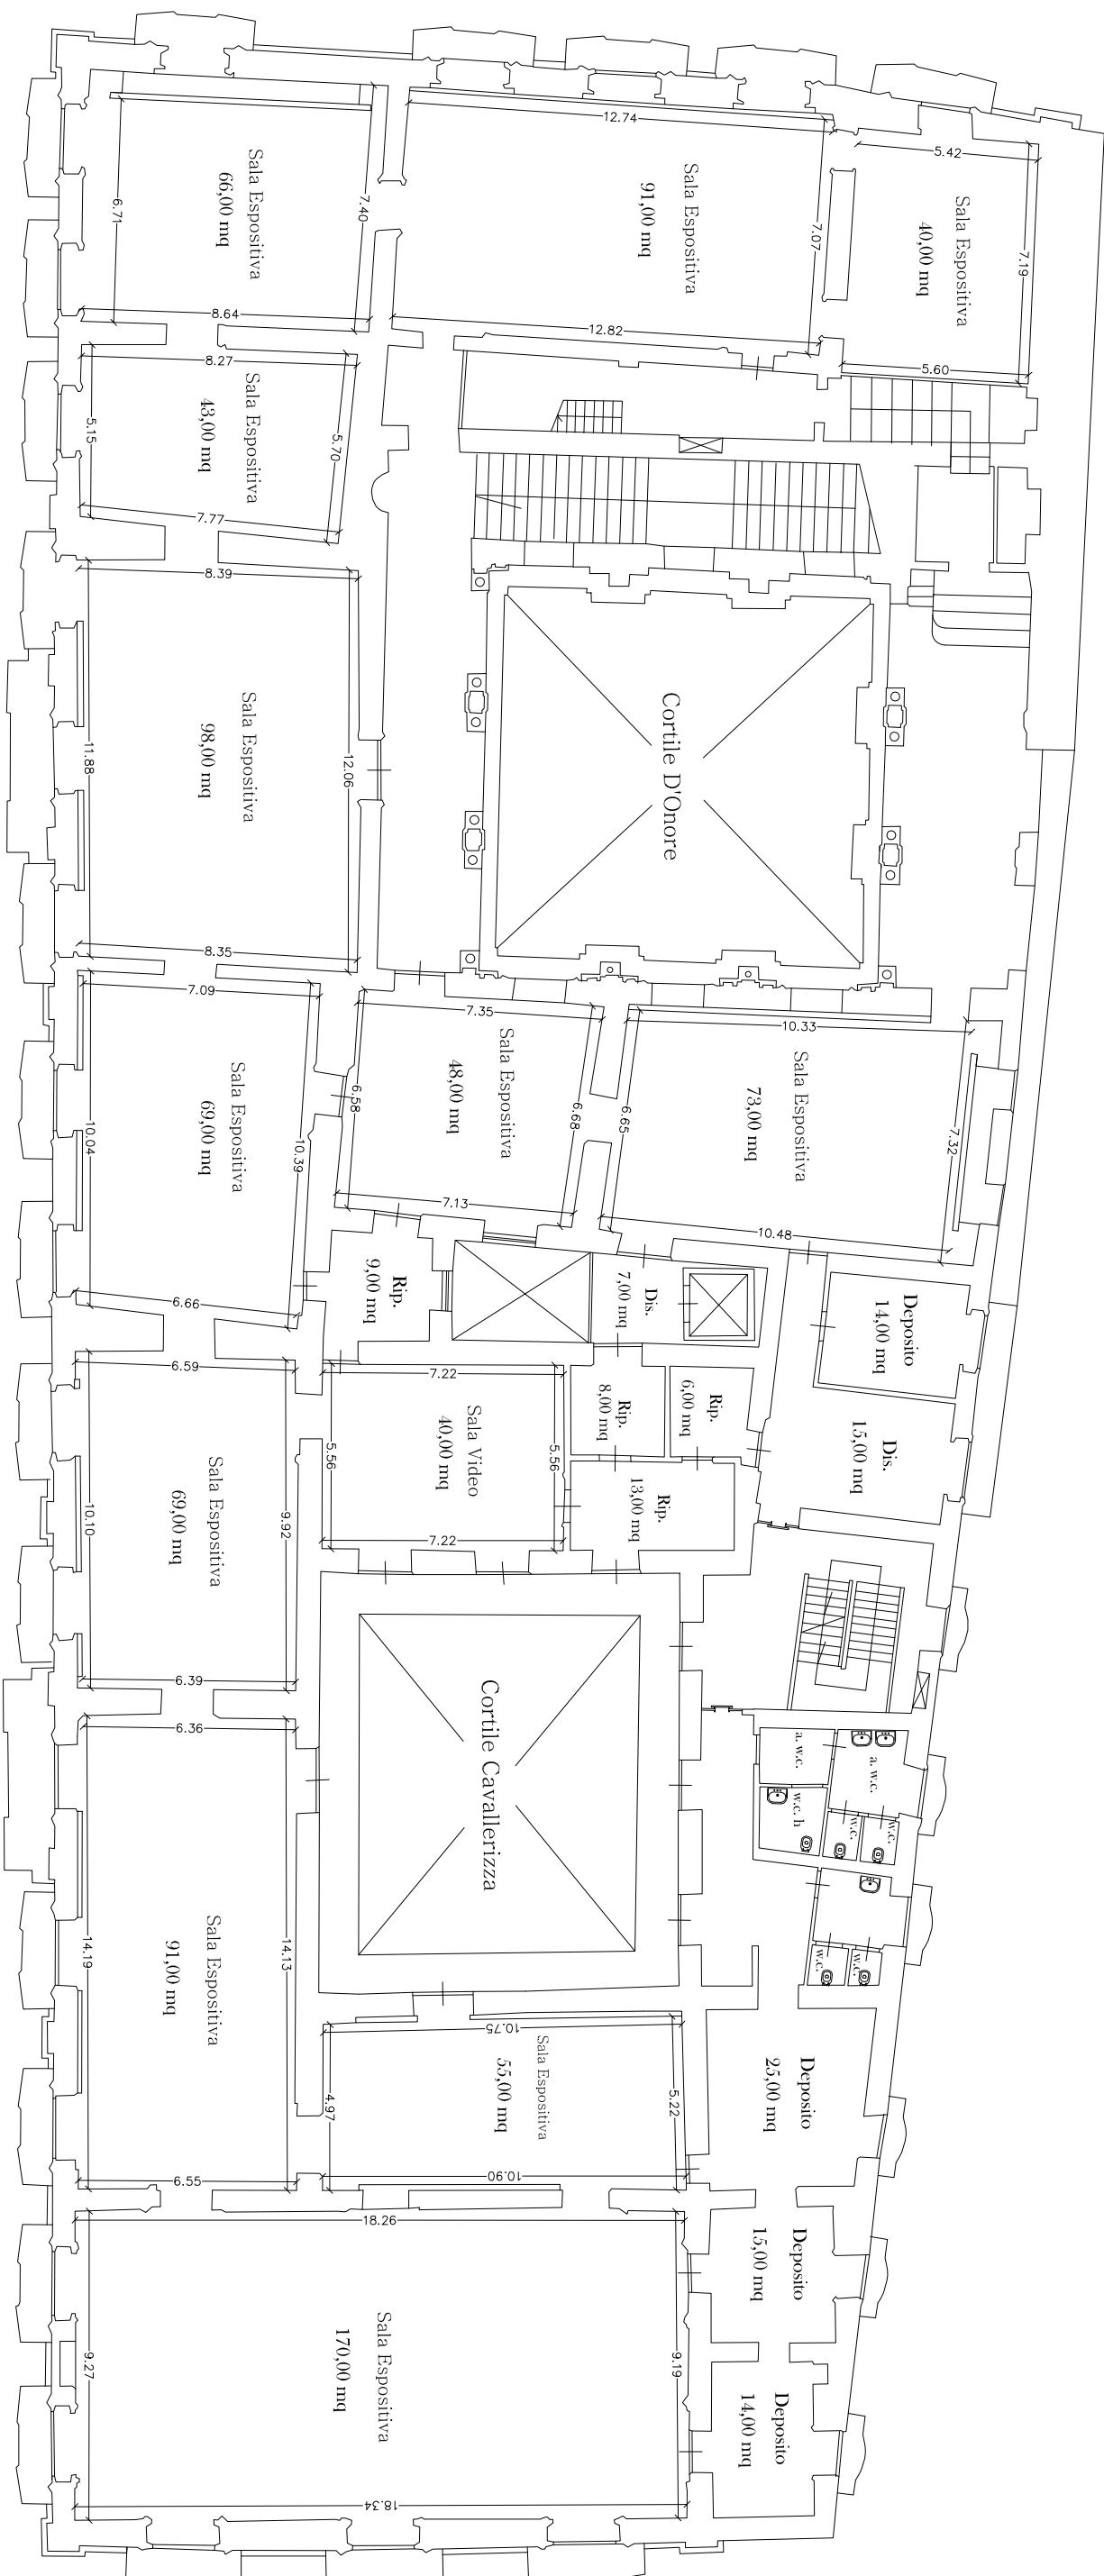 Sala Espositiva
66,00 mq
6.71
7.40
8.64
Sala Espositiva
91,00 mq
12.74
7.07
12.82
Sala Espositiva
40,00 mq
5.42
7.19
5.60
Sala Espositiva
43,00 mq
8.27
5.15
5.70
7.77
Sala Espositiva
98,00 mq
8.39
11.88
12.06
8.35
Cortile D'Onore
Sala Espositiva
69,00 mq
7.09
10.04
10.39
6.66
Sala Espositiva
48,00 mq
7.35
6.58
6.68
7.13
Sala Espositiva
73,00 mq
10.33
6.65
7.32
10.48
Rip.
9,00 mq
Dis.
7,00 mq
Deposito
14,00 mq
Sala Espositiva
69,00 mq
6.59
10.10
9.92
6.39
Sala Video
40,00 mq
7.22
5.56
5.56
7.22
Rip.
8,00 mq
Rip.
6,00 mq
Rip.
13,00 mq
Dis.
15,00 mq
Cortile Cavallerizza
a. w.c.
a. w.c.
w.c. h
w.c.
w.c.
w.c.
w.c.
Sala Espositiva
91,00 mq
6.36
14.19
14.13
6.55
Sala Espositiva
55,00 mq
10.75
4.97
5.22
10.90
Deposito
25,00 mq
Deposito
15,00 mq
Deposito
14,00 mq
Sala Espositiva
170,00 mq
18.26
9.27
9.19
18.34